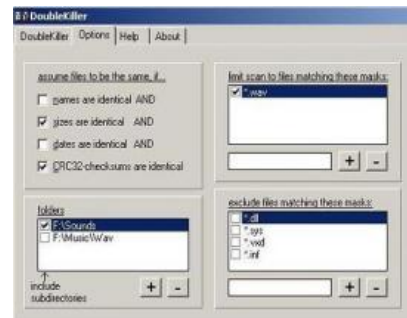 DoubleKiller
DoubleKiller Options Help About
assume files to be the same, if...
names are identical AND
sizes are identical AND
dates are identical AND
CRC32-checksums are identical
limit scan to files matching these masks:
*.wav
+ -
folders
F:\Sounds
F:\Music\Wav
include
subdirectories
+ -
exclude files matching these masks:
*.dll
*.sys
*.vxd
*.inf
+ -